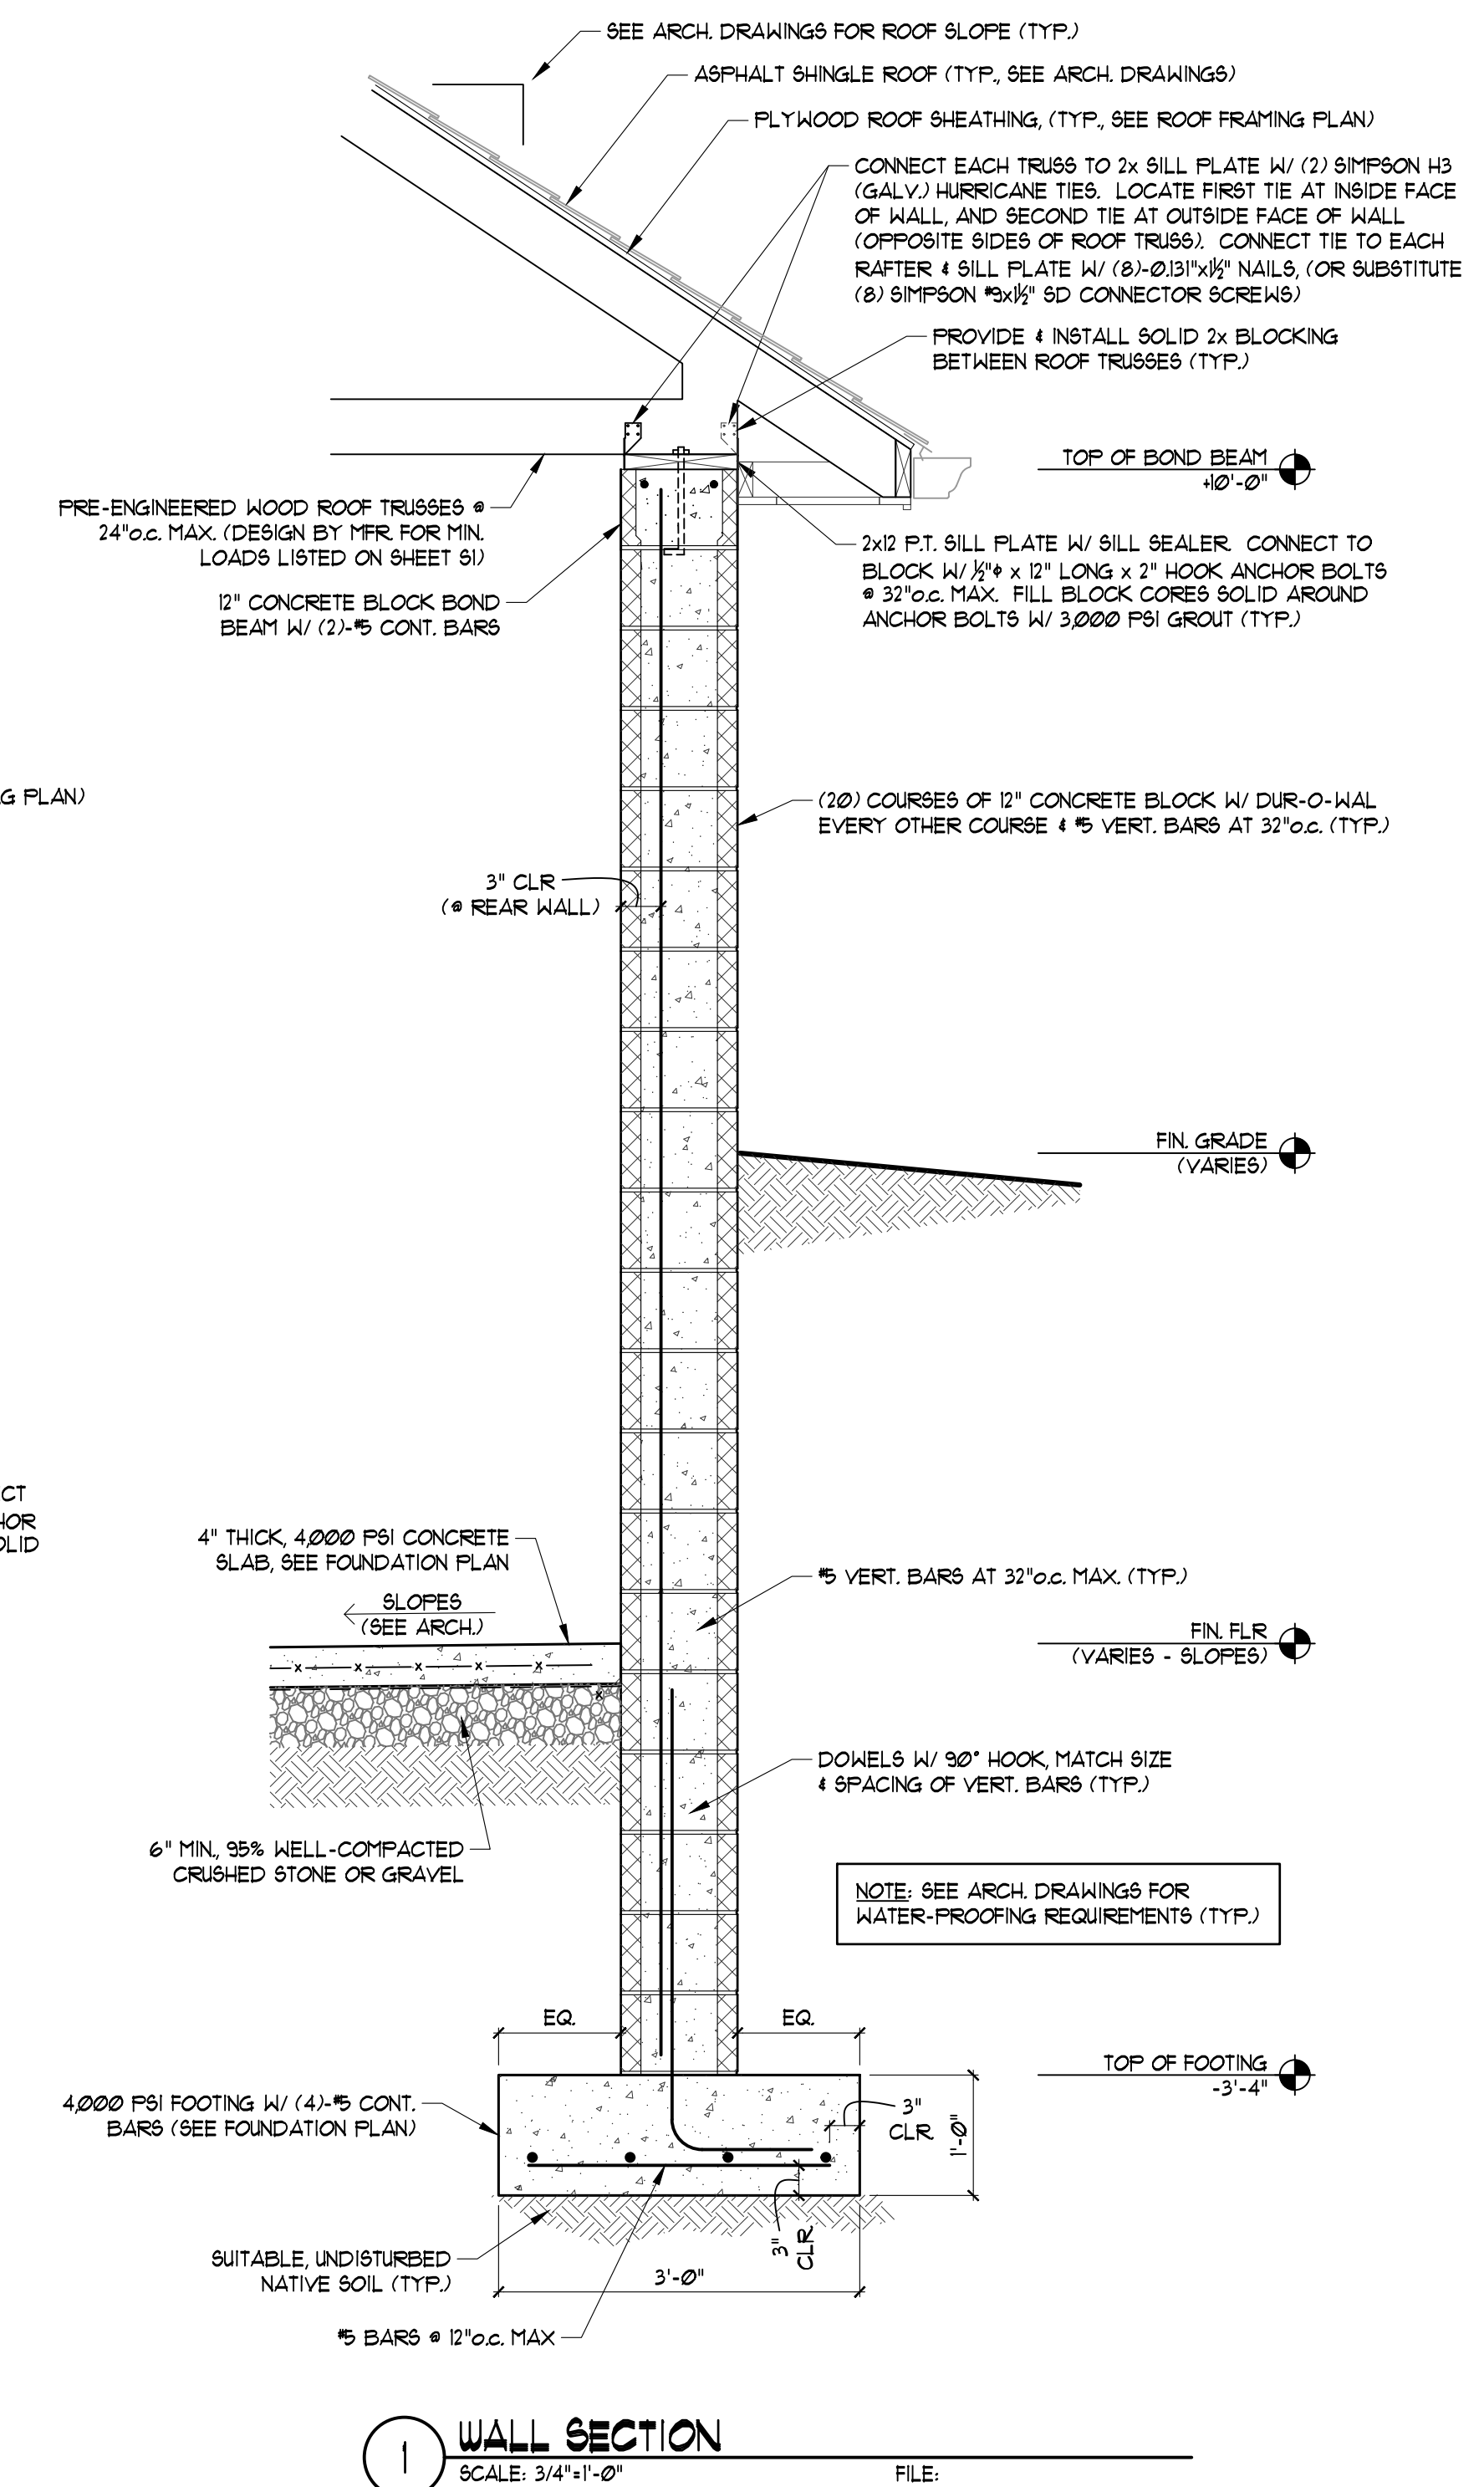 SEE ARCH. DRAWINGS FOR ROOF SLOPE (TYP.)
ASPHALT SHINGLE ROOF (TYP., SEE ARCH. DRAWINGS)
PLYWOOD ROOF SHEATHING, (TYP., SEE ROOF FRAMING PLAN)
CONNECT EACH TRUSS TO 2x SILL PLATE W/ (2) SIMPSON H3
(GALV.) HURRICANE TIES. LOCATE FIRST TIE AT INSIDE FACE
OF WALL, AND SECOND TIE AT OUTSIDE FACE OF WALL
(OPPOSITE SIDES OF ROOF TRUSS). CONNECT TIE TO EACH
RAFTER & SILL PLATE W/ (8)-0.131"x1½" NAILS, (OR SUBSTITUTE
(8) SIMPSON #9x1½" SD CONNECTOR SCREWS)
PROVIDE & INSTALL SOLID 2x BLOCKING
BETWEEN ROOF TRUSSES (TYP.)
TOP OF BOND BEAM
+10'-0"
PRE-ENGINEERED WOOD ROOF TRUSSES @
24"o.c. MAX. (DESIGN BY MFR. FOR MIN.
LOADS LISTED ON SHEET S1)
12" CONCRETE BLOCK BOND
BEAM W/ (2)-#5 CONT. BARS
2x12 P.T. SILL PLATE W/ SILL SEALER. CONNECT TO
BLOCK W/ ½"ϕ x 12" LONG x 2" HOOK ANCHOR BOLTS
@ 32"o.c. MAX. FILL BLOCK CORES SOLID AROUND
ANCHOR BOLTS W/ 3,000 PSI GROUT (TYP.)
G PLAN)
(20) COURSES OF 12" CONCRETE BLOCK W/ DUR-O-WAL
EVERY OTHER COURSE & #5 VERT. BARS AT 32"o.c. (TYP.)
3" CLR
(@ REAR WALL)
FIN. GRADE
(VARIES)
CT
HOR
OLID
4" THICK, 4,000 PSI CONCRETE
SLAB, SEE FOUNDATION PLAN
SLOPES
(SEE ARCH.)
#5 VERT. BARS AT 32"o.c. MAX. (TYP.)
FIN. FLR
(VARIES - SLOPES)
DOWELS W/ 90° HOOK, MATCH SIZE
& SPACING OF VERT. BARS (TYP.)
6" MIN., 95% WELL-COMPACTED
CRUSHED STONE OR GRAVEL
NOTE: SEE ARCH. DRAWINGS FOR
WATER-PROOFING REQUIREMENTS (TYP.)
EQ.
EQ.
TOP OF FOOTING
-3'-4"
4,000 PSI FOOTING W/ (4)-#5 CONT.
BARS (SEE FOUNDATION PLAN)
3"
CLR.
1'-0"
3"
CLR
SUITABLE, UNDISTURBED
NATIVE SOIL (TYP.)
3'-0"
#5 BARS @ 12"o.c. MAX
1
WALL SECTION
SCALE: 3/4"=1'-0"
FILE: